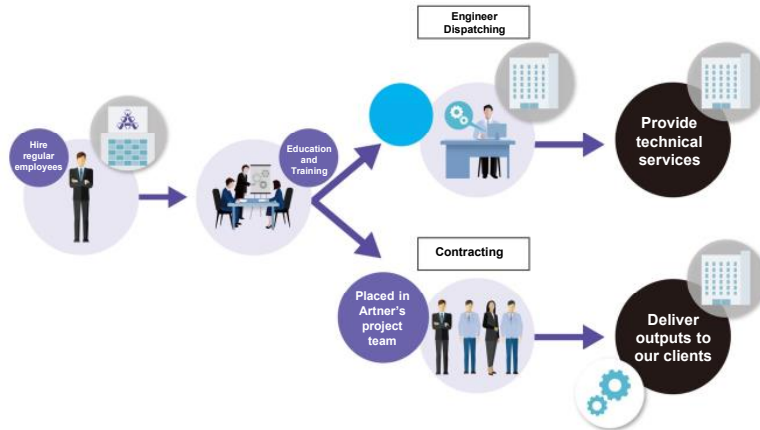 Engineer
Dispatching
Hire
regular
employees
Education
and
Training
Provide
technical
services
Contracting
Placed in
Artner's
project
team
Deliver
outputs to
our clients